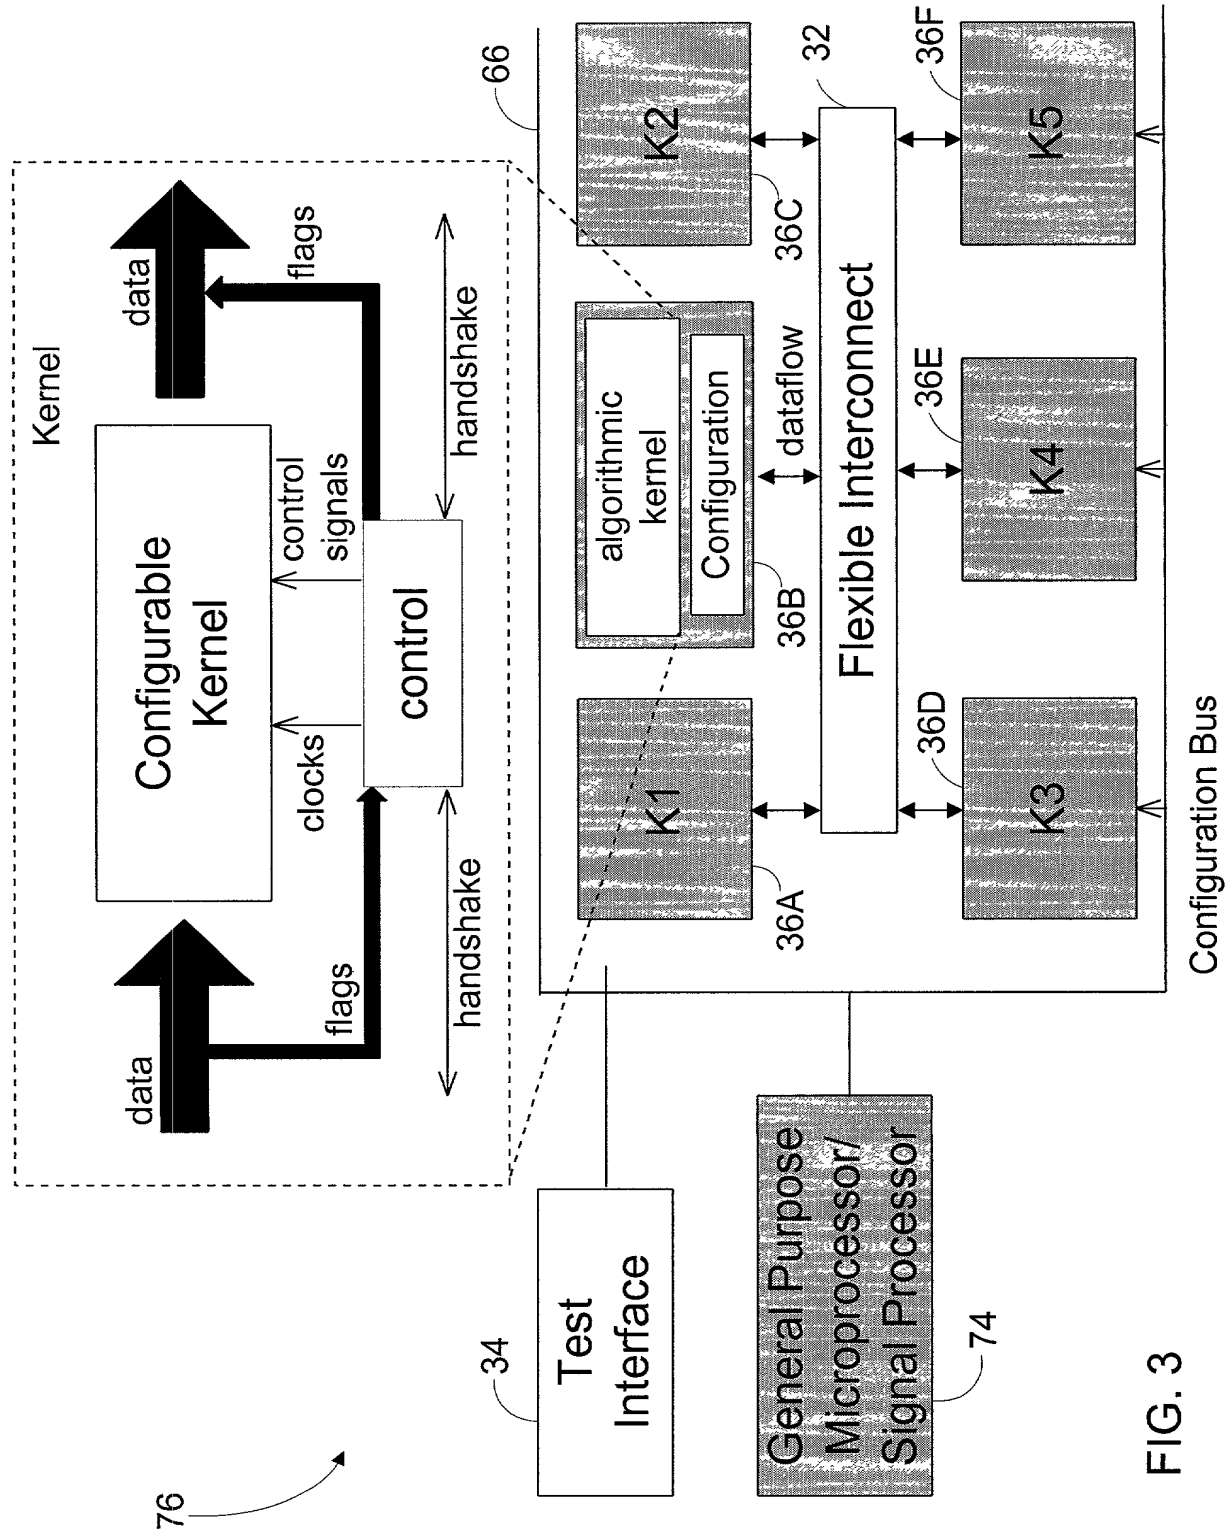 76
Kernel
data
data
Configurable
Kernel
flags
clocks
control
signals
flags
control
handshake
handshake
34
Test
Interface
66
K1
36A
algorithmic
kernel
Configuration
36B
dataflow
K2
36C
32
Flexible Interconnect
General Purpose
Microprocessor/
Signal Processor
74
36D
K3
36E
K4
36F
K5
Configuration Bus
FIG. 3